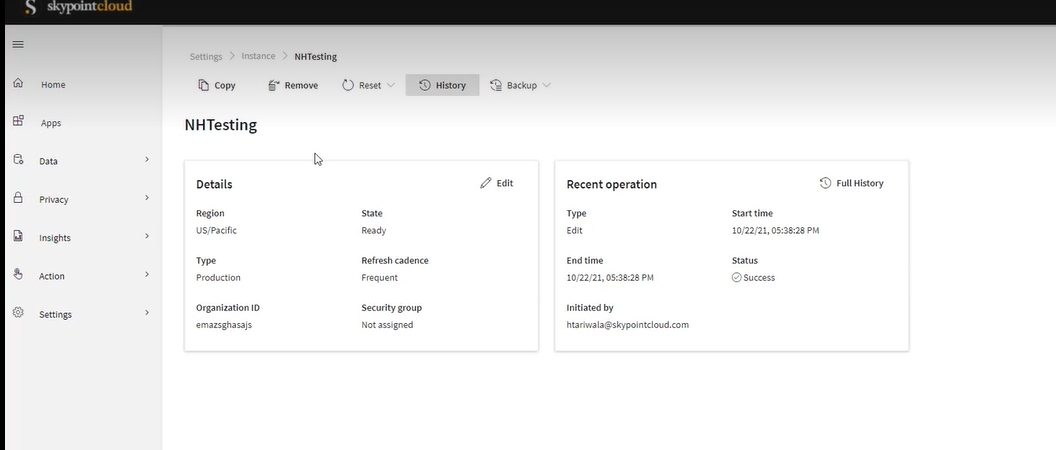 skypointcloud
Settings > Instance > NHTesting
Copy Remove Reset History Backup
Home
Apps
Data
Privacy
Insights
Action
Settings
NHTesting
Details Edit
Region State
US/Pacific Ready
Type Refresh cadence
Production Frequent
Organization ID Security group
emazsghasajs Not assigned
Recent operation Full History
Type Start time
Edit 10/22/21, 05:38:28 PM
End time Status
10/22/21, 05:38:28 PM Success
Initiated by
htariwala@skypointcloud.com